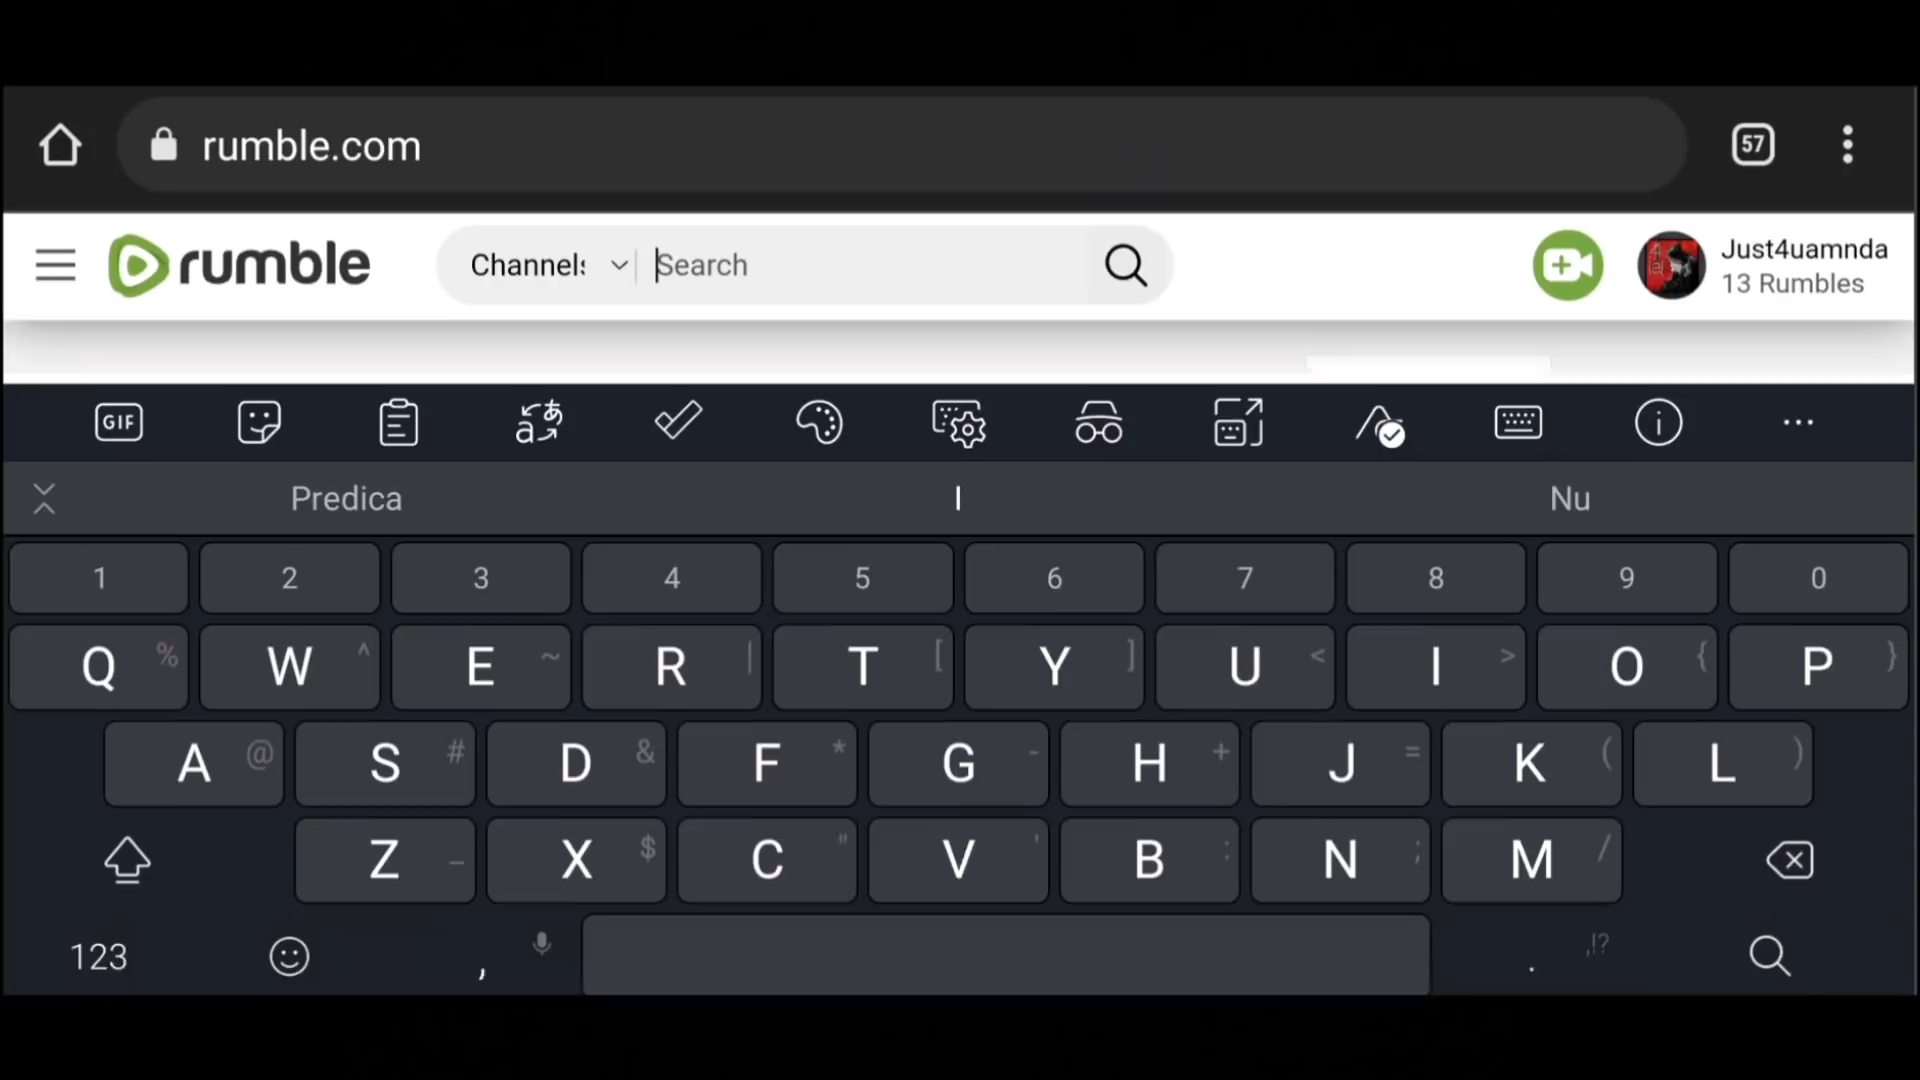 rumble.com 57
rumble Channels Search Just4uamnda
13 Rumbles
GIF a あ
Predica I Nu
1 2 3 4 5 6 7 8 9 0
Q % W ^ E ~ R | T [ Y ] U < I > O { P }
A @ S # D & F * G - H + J = K ( L )
Z _ X $ C " V ' B : N ; M /
123 , . ,!?